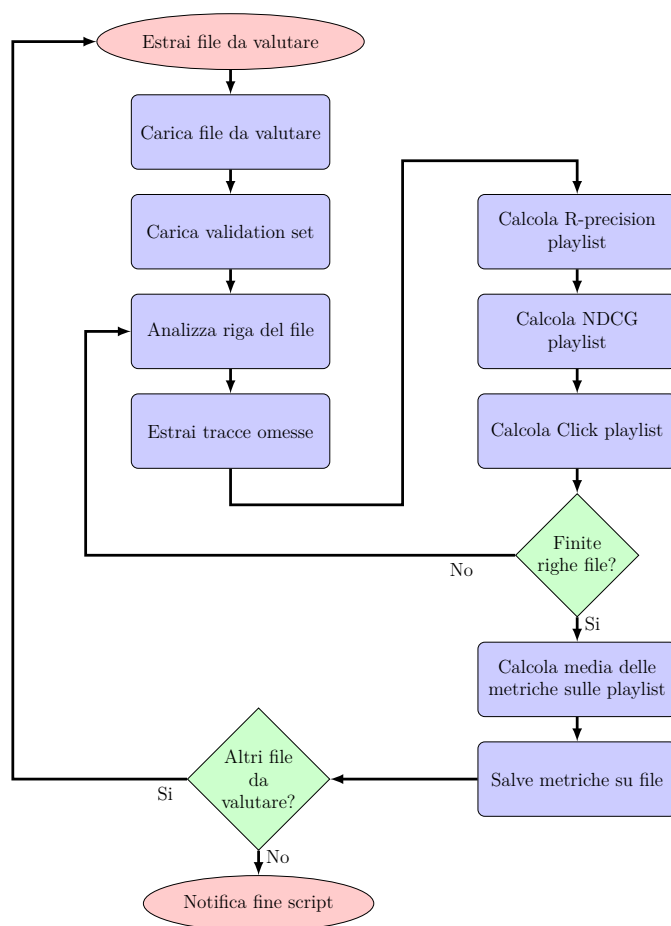 Estrai file da valutare
Carica file da valutare
Carica validation set
Analizza riga del file
Estrai tracce omesse
Calcola R-precision
playlist
Calcola NDCG
playlist
Calcola Click playlist
Finite
righe file?
No
Si
Calcola media delle
metriche sulle playlist
Salve metriche su file
Altri file
da
valutare?
Si
No
Notifica fine script